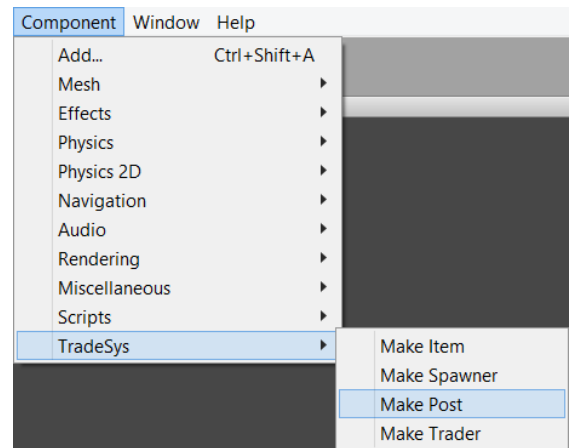 Component Window Help
Add... Ctrl+Shift+A
Mesh
Effects
Physics
Physics 2D
Navigation
Audio
Rendering
Miscellaneous
Scripts
TradeSys
Make Item
Make Spawner
Make Post
Make Trader